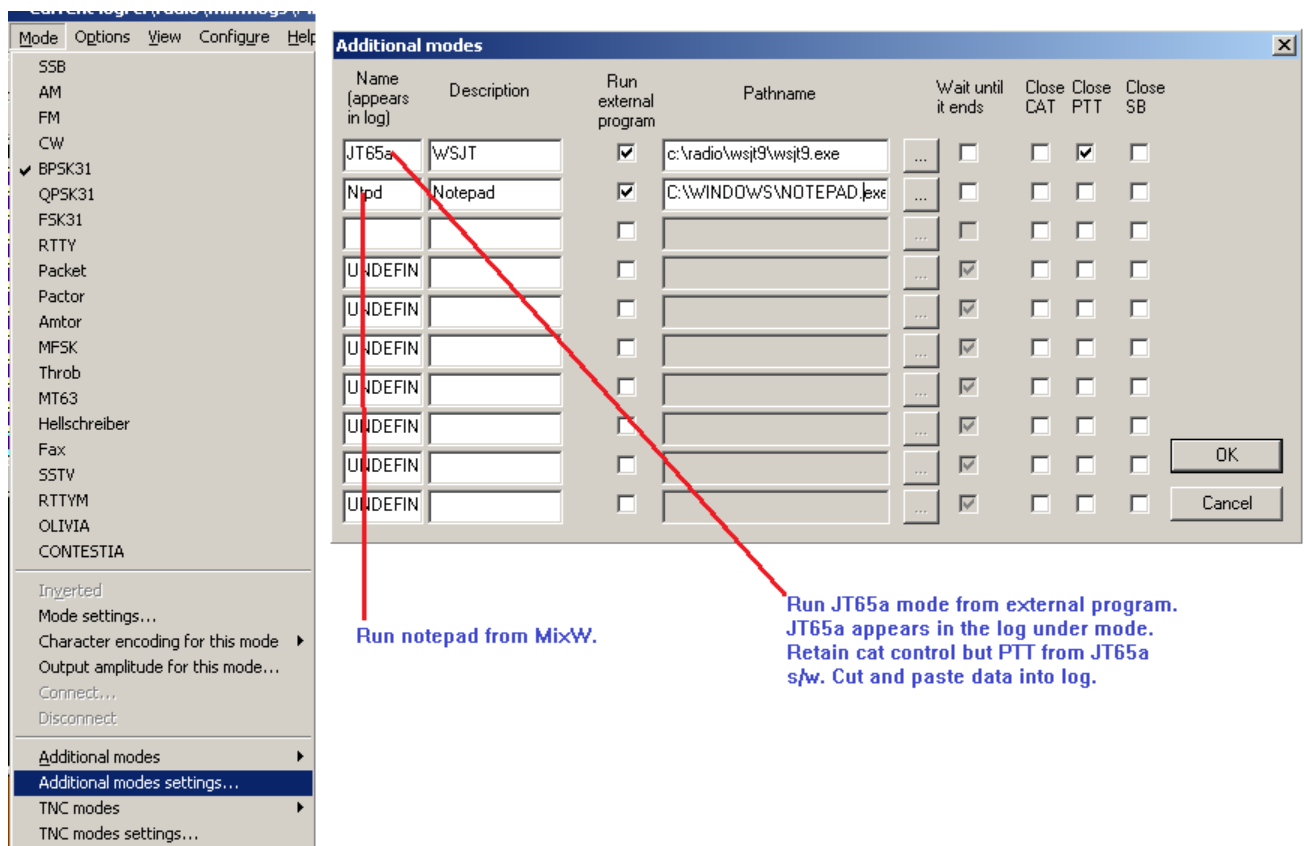 Mode Options View Configure Help
SSB
AM
FM
CW
BPSK31
QPSK31
FSK31
RTTY
Packet
Pactor
Amtor
MFSK
Throb
MT63
Hellschreiber
Fax
SSTV
RTTYM
OLIVIA
CONTESTIA
Inverted
Mode settings...
Character encoding for this mode
Output amplitude for this mode...
Connect...
Disconnect
Additional modes
Additional modes settings...
TNC modes
TNC modes settings...
Additional modes
Name (appears in log)
Description
Run external program
Pathname
Wait until it ends
Close CAT
Close PTT
Close SB
JT65a WSJT c:\radio\wsjt9\wsjt9.exe ...
Ntpd Notepad C:\WINDOWS\NOTEPAD.exe ...
...
UNDEFIN ...
UNDEFIN ...
UNDEFIN ...
UNDEFIN ...
UNDEFIN ...
UNDEFIN ...
UNDEFIN ...
OK
Cancel
Run notepad from MixW.
Run JT65a mode from external program.
JT65a appears in the log under mode.
Retain cat control but PTT from JT65a
s/w. Cut and paste data into log.